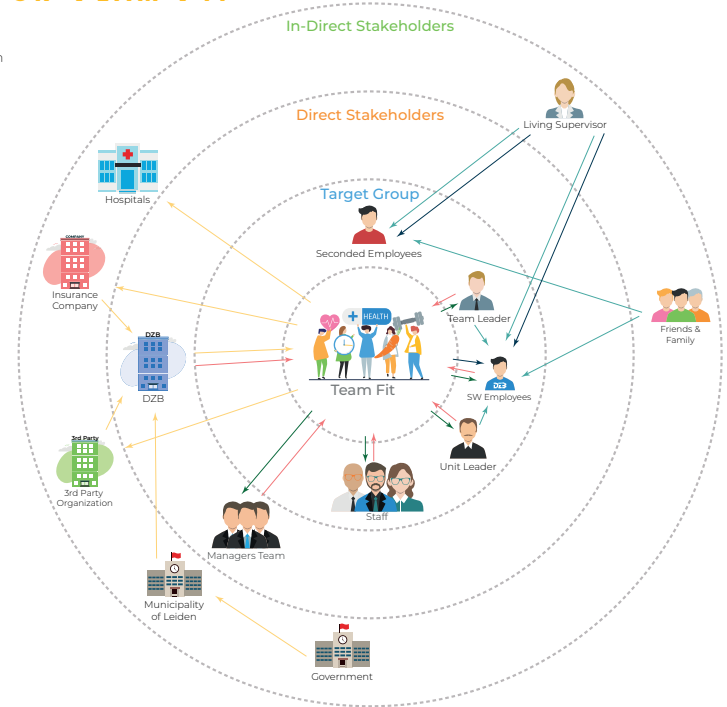 In-Direct Stakeholders
Direct Stakeholders
Target Group
Living Supervisor
Hospitals
Seconded Employees
COMPANY
Insurance
Company
HEALTH
Team Leader
Friends &
Family
DZB
DZB
Team Fit
DZB
SW Employees
3rd Party
3rd Party
Organization
Unit Leader
Staff
Managers Team
Municipality
of Leiden
Government